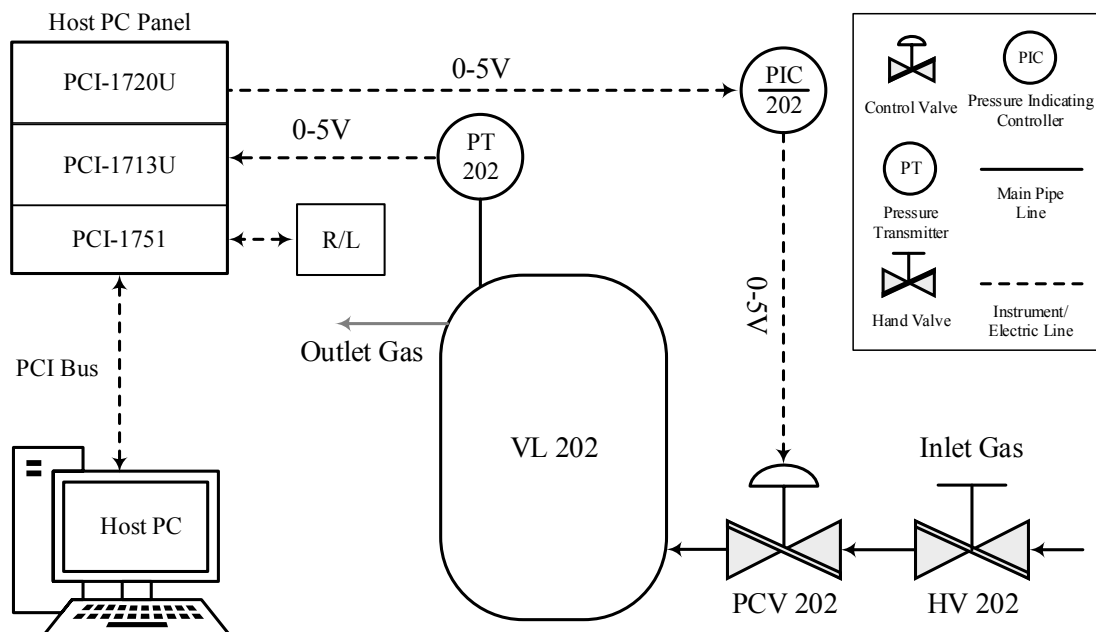 Host PC Panel
PCI-1720U
PCI-1713U
PCI-1751
0-5V
0-5V
PIC
202
PT
202
R/L
0-5V
Outlet Gas
PCI Bus
Host PC
VL 202
Inlet Gas
PCV 202
HV 202
Control Valve
PIC
Pressure Indicating
Controller
PT
Pressure
Transmitter
Main Pipe
Line
Hand Valve
Instrument/
Electric Line